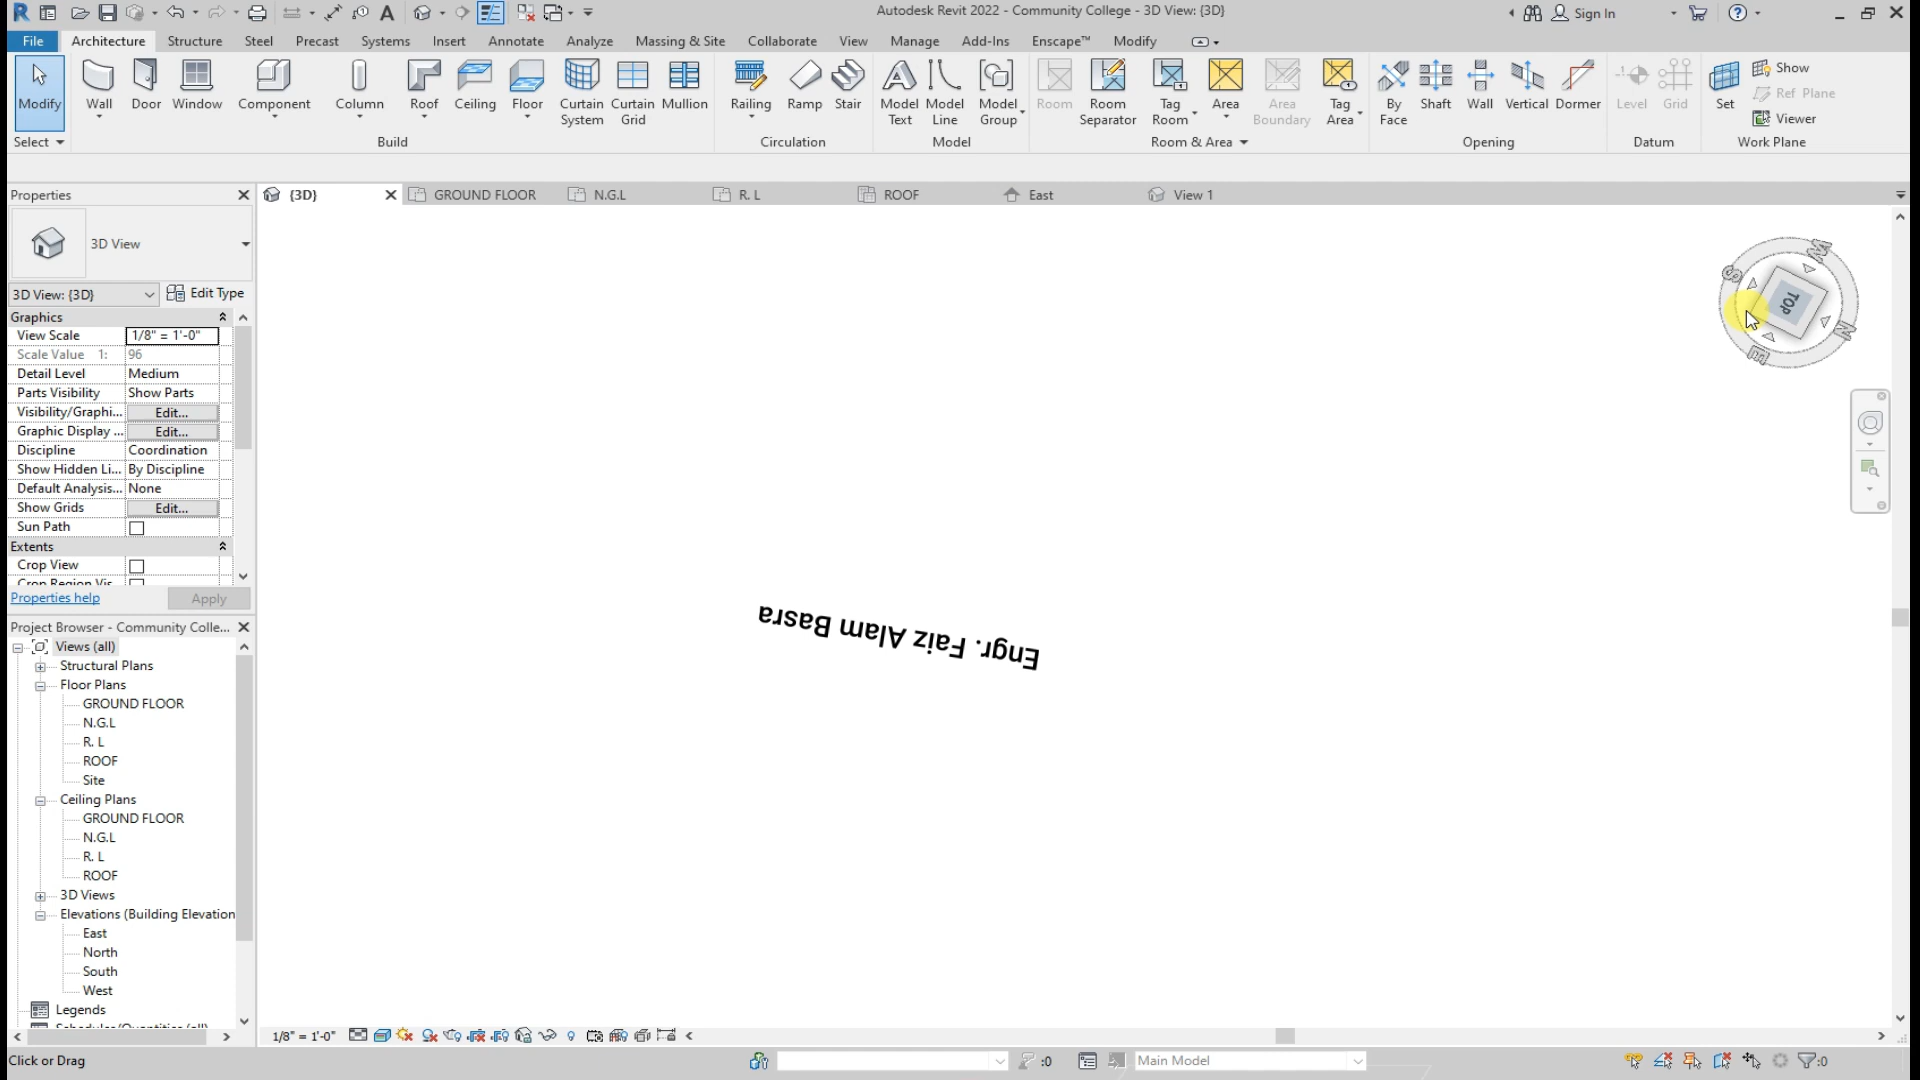 Autodesk Revit 2022 - Community College - 3D View: {3D}
Sign In
File Architecture Structure Steel Precast Systems Insert Annotate Analyze Massing & Site Collaborate View Manage Add-Ins Enscape™ Modify
Modify Wall Door Window Component Column Roof Ceiling Floor Curtain System Curtain Grid Mullion Railing Ramp Stair Model Text Model Line Model Group Room Room Separator Tag Room Area Area Boundary Tag Area By Face Shaft Wall Vertical Dormer Level Grid Set Show Ref Plane Viewer
Select Build Circulation Model Room & Area Opening Datum Work Plane
Properties
{3D} GROUND FLOOR N.G.L R. L ROOF East View 1
3D View
3D View: {3D} Edit Type
Graphics
View Scale 1/8" = 1'-0"
Scale Value 1: 96
Detail Level Medium
Parts Visibility Show Parts
Visibility/Graphi... Edit...
Graphic Display ... Edit...
Discipline Coordination
Show Hidden Li... By Discipline
Default Analysis... None
Show Grids Edit...
Sun Path
Extents
Crop View
Crop Region Vis
Properties help Apply
Project Browser - Community Colle...
Views (all)
Structural Plans
Floor Plans
GROUND FLOOR
N.G.L
R. L
ROOF
Site
Ceiling Plans
GROUND FLOOR
N.G.L
R. L
ROOF
3D Views
Elevations (Building Elevation
East
North
South
West
Legends
Schedules/Quantities (all)
TOP
S
W
N
E
Engr. Faiz Alam Basra
1/8" = 1'-0"
Click or Drag
:0
Main Model
:0